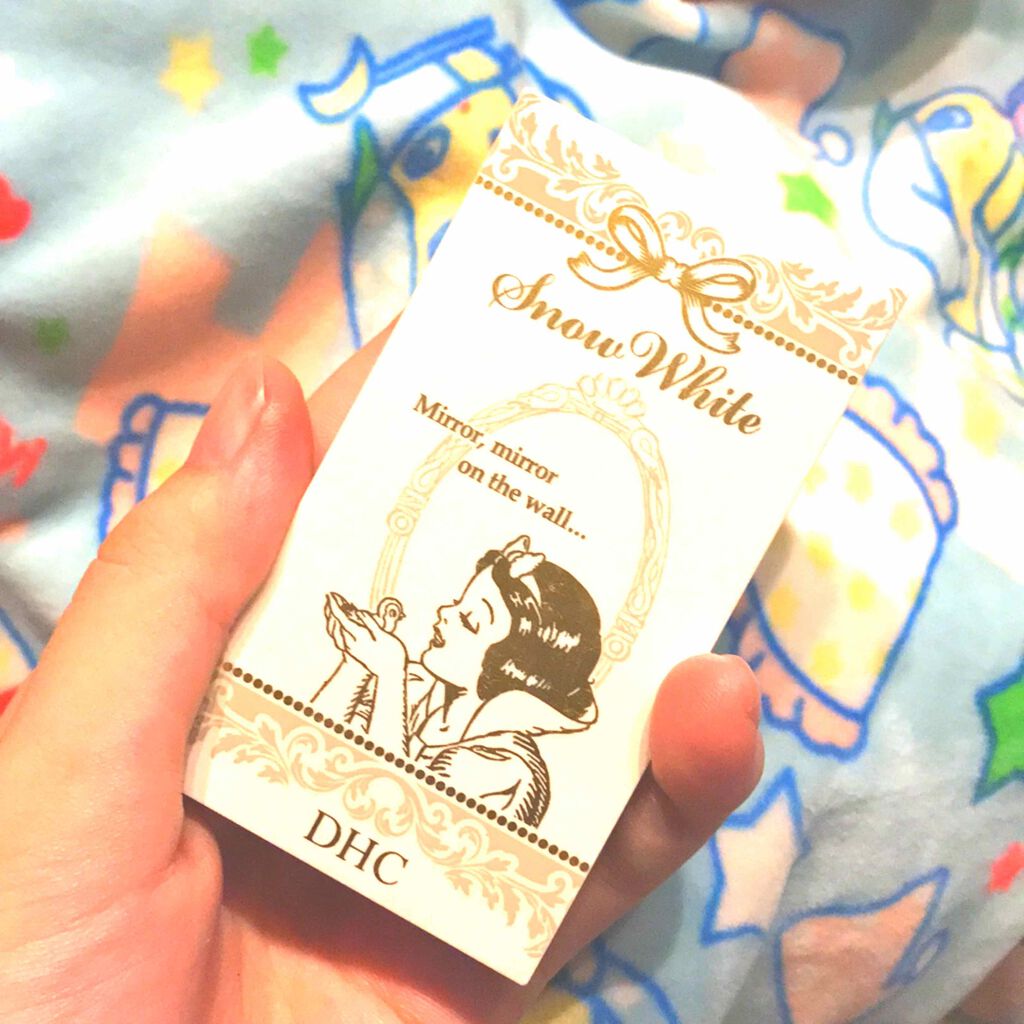 Snow White
Mirror, mirror
on the wall...
DHC